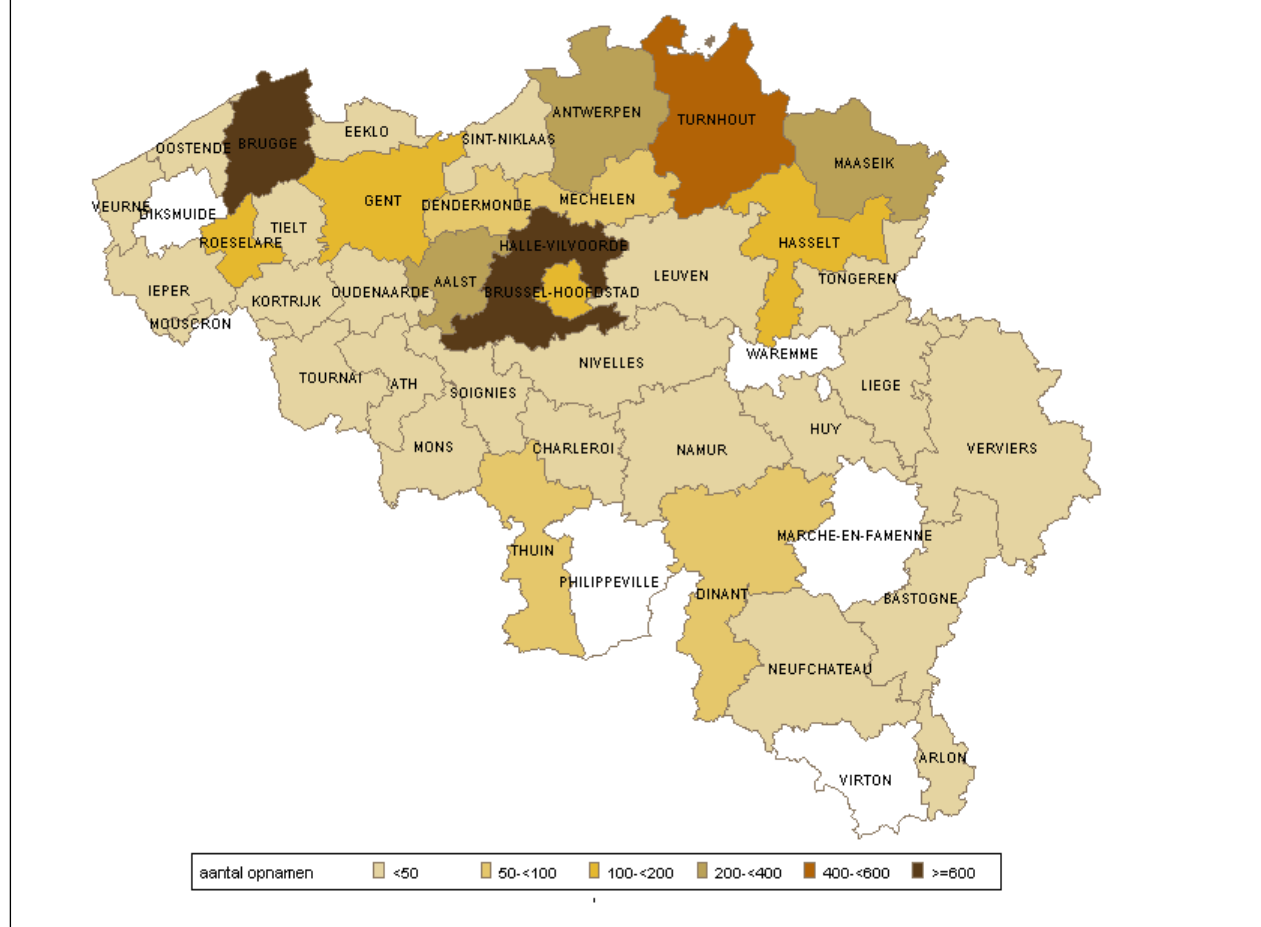 ANTWERPEN
TURNHOUT
EEKLO
SINT-NIKLAAS
OOSTENDE
BRUGGE
MAASEIK
GENT
MECHELEN
DENDERMONDE
VEURNE
DIKSMUIDE
TIELT
ROESELARE
HALLE-VILVOORDE
HASSELT
LEUVEN
TONGEREN
AALST
IEPER
OUDENAARDE
BRUSSEL-HOOFDSTAD
KORTRIJK
MOUSCRON
WAREMME
NIVELLES
TOURNAI
ATH
LIEGE
SOIGNIES
HUY
MONS
CHARLEROI
NAMUR
VERVIERS
MARCHE-EN-FAMENNE
THUIN
PHILIPPEVILLE
DINANT
BASTOGNE
NEUFCHATEAU
ARLON
VIRTON
aantal opnamen <50 50-<100 100-<200 200-<400 400-<600 >=600